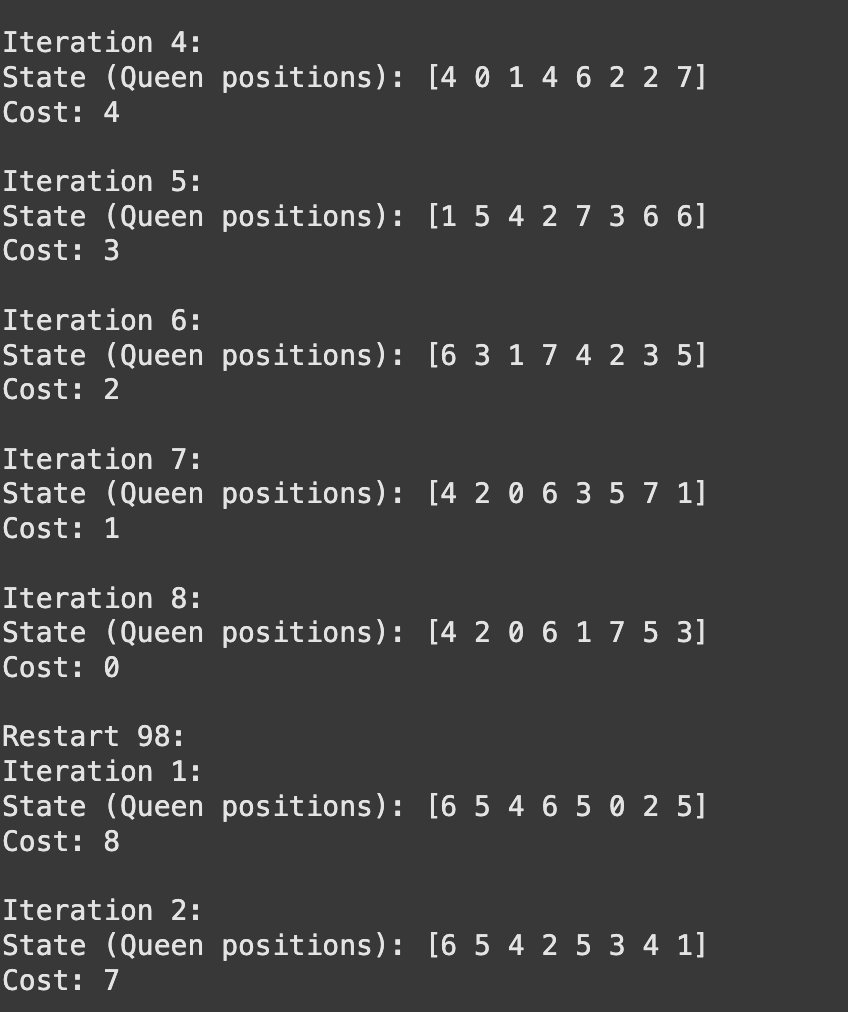 Iteration 4:
State (Queen positions): [4 0 1 4 6 2 2 7]
Cost: 4
Iteration 5:
State (Queen positions): [1 5 4 2 7 3 6 6]
Cost: 3
Iteration 6:
State (Queen positions): [6 3 1 7 4 2 3 5]
Cost: 2
Iteration 7:
State (Queen positions): [4 2 0 6 3 5 7 1]
Cost: 1
Iteration 8:
State (Queen positions): [4 2 0 6 1 7 5 3]
Cost: 0
Restart 98:
Iteration 1:
State (Queen positions): [6 5 4 6 5 0 2 5]
Cost: 8
Iteration 2:
State (Queen positions): [6 5 4 2 5 3 4 1]
Cost: 7